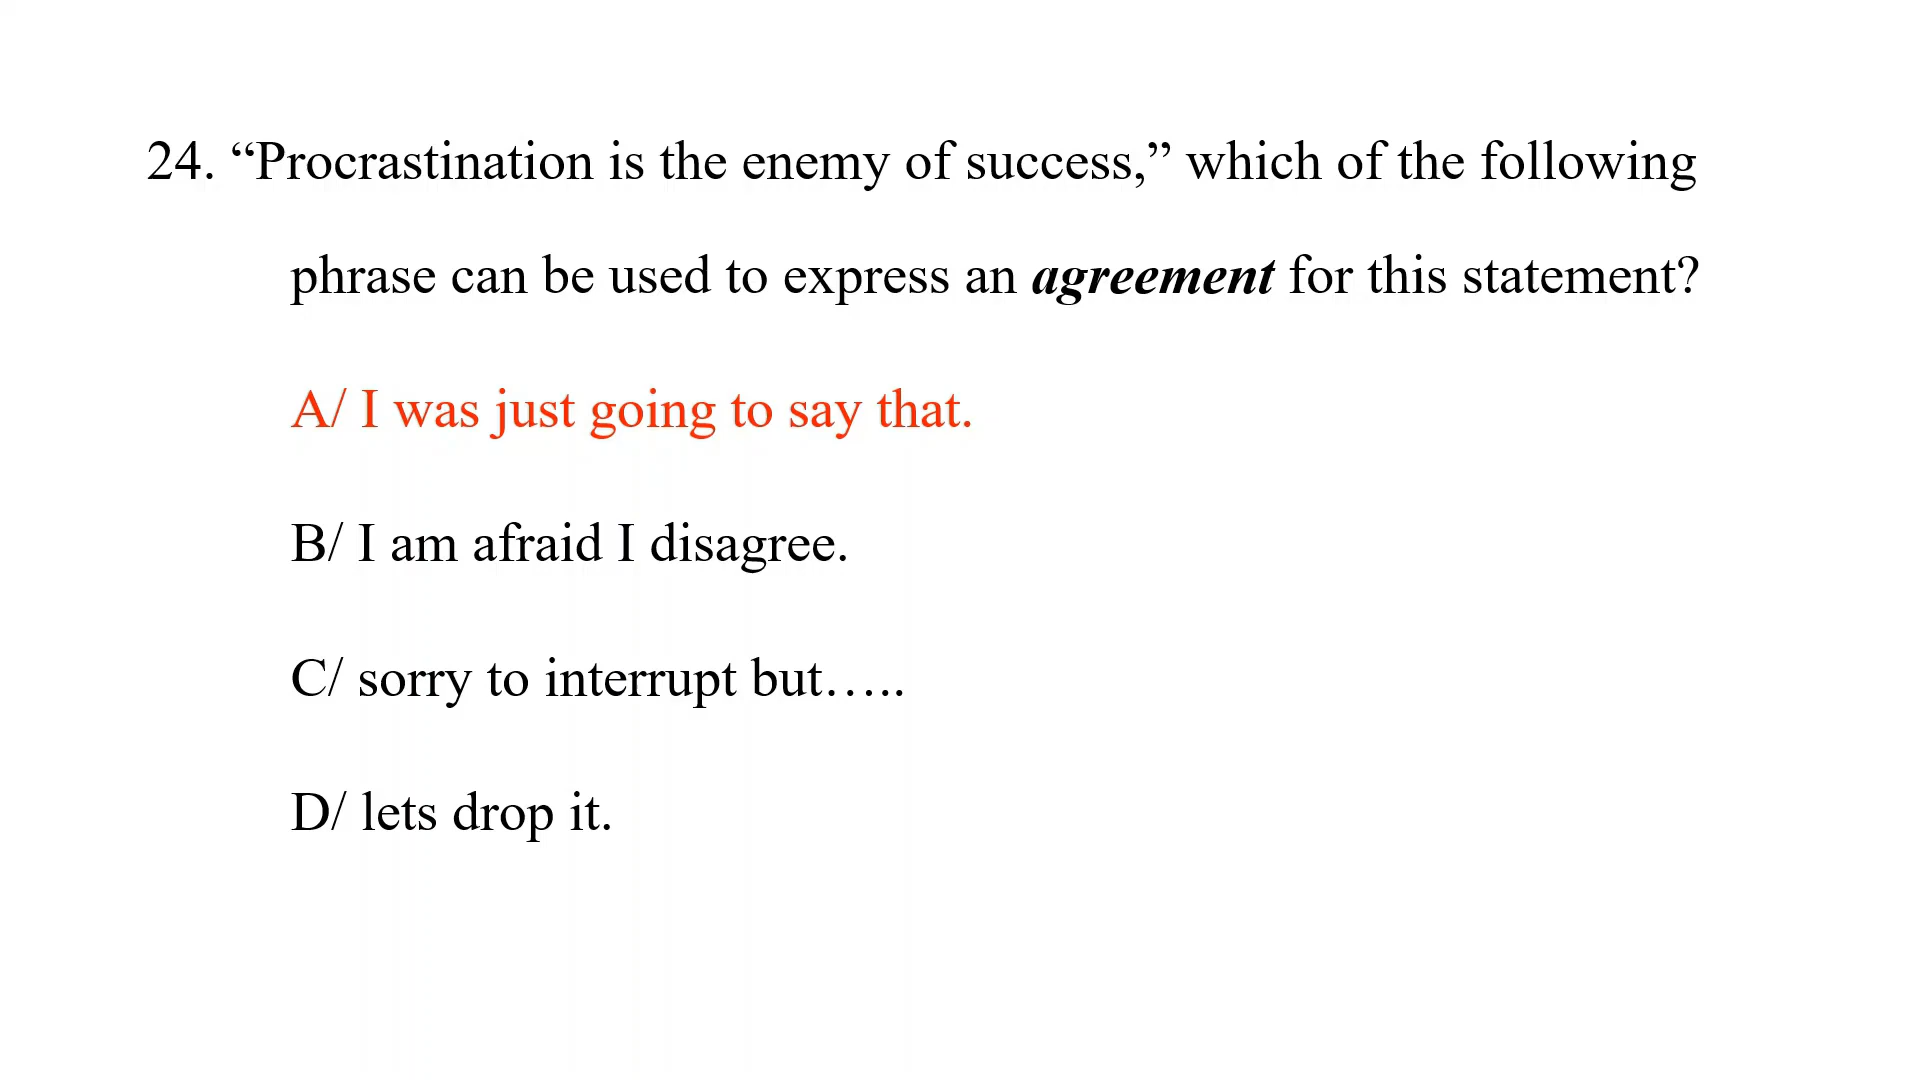 24. “Procrastination is the enemy of success,” which of the following
phrase can be used to express an agreement for this statement?
A/ I was just going to say that.
B/ I am afraid I disagree.
C/ sorry to interrupt but…..
D/ lets drop it.